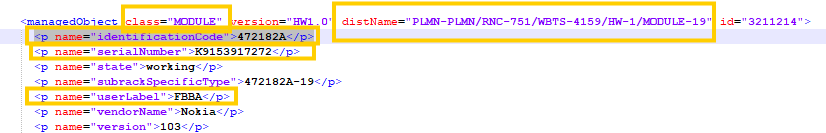 <managedObject class="MODULE" version="HW1.0" distName="PLMN-PLMN/RNC-751/WBTS-4159/HW-1/MODULE-19" id="3211214">
<p name="identificationCode">472182A</p>
<p name="serialNumber">K9153917272</p>
<p name="state">working</p>
<p name="subrackSpecificType">472182A-19</p>
<p name="userLabel">FBBA</p>
<p name="vendorName">Nokia</p>
<p name="version">103</p>